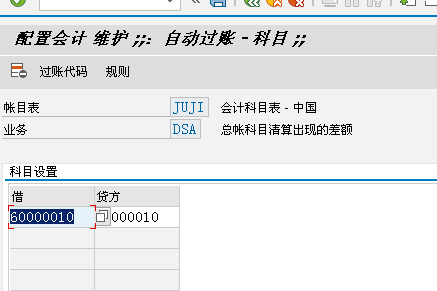 配置会计 维护 ;;: 自动过账 - 科目 ;;
过账代码 规则
帐目表 JUJI 会计科目表 - 中国
业务 DSA 总帐科目清算出现的差额
科目设置
借 贷方
60000010 000010